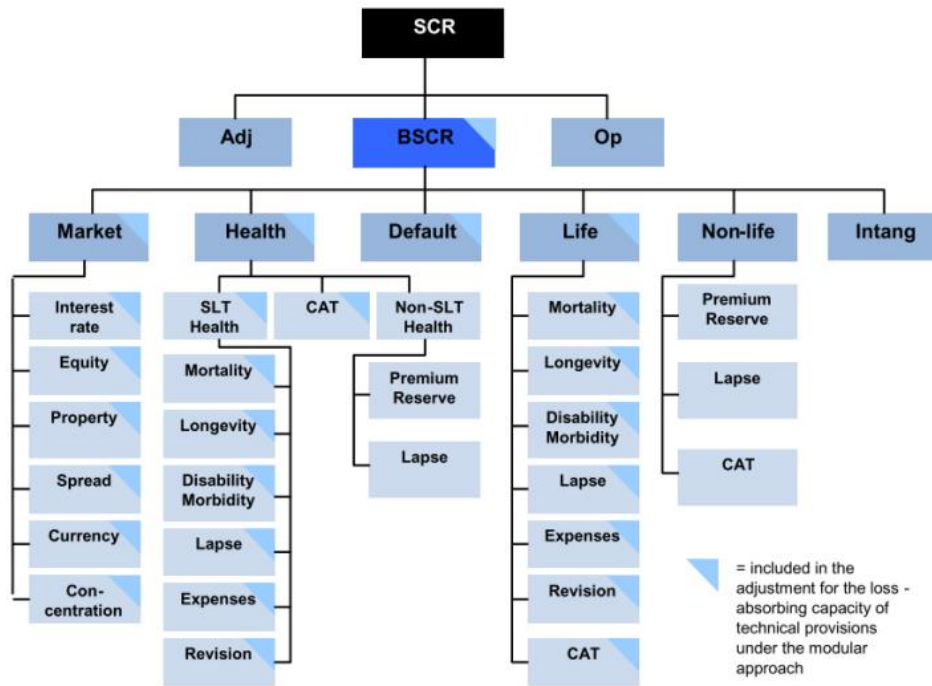 SCR
Adj
BSCR
Op
Market
Health
Default
Life
Non-life
Intang
Interest
rate
Equity
Property
Spread
Currency
Con-
centration
SLT
Health
CAT
Non-SLT
Health
Mortality
Longevity
Disability
Morbidity
Lapse
Expenses
Revision
Premium
Reserve
Lapse
Mortality
Longevity
Disability
Morbidity
Lapse
Expenses
Revision
CAT
Premium
Reserve
Lapse
CAT
= included in the
adjustment for the loss -
absorbing capacity of
technical provisions
under the modular
approach